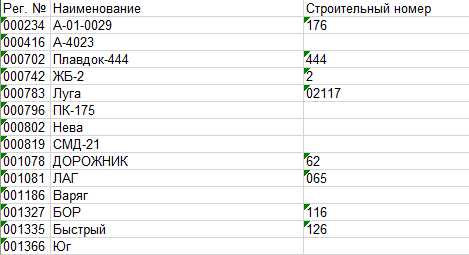 Рег. № Наименование Строительный номер
000234 А-01-0029 176
000416 А-4023
000702 Плавдок-444 444
000742 ЖБ-2 2
000783 Луга 02117
000796 ПК-175
000802 Нева
000819 СМД-21
001078 ДОРОЖНИК 62
001081 ЛАГ 065
001186 Варяг
001327 БОР 116
001335 Быстрый 126
001366 Юг